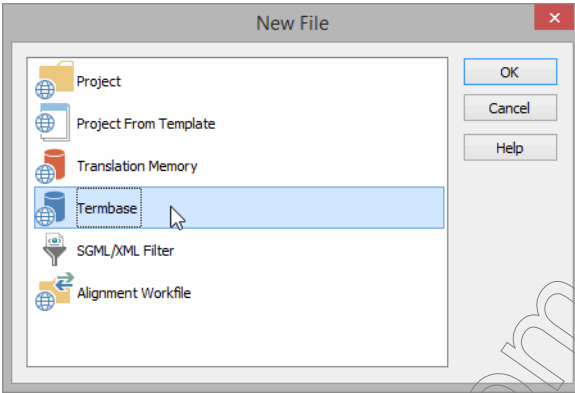 New File
Project
Project From Template
Translation Memory
Termbase
SGML/XML Filter
Alignment Workfile
OK
Cancel
Help